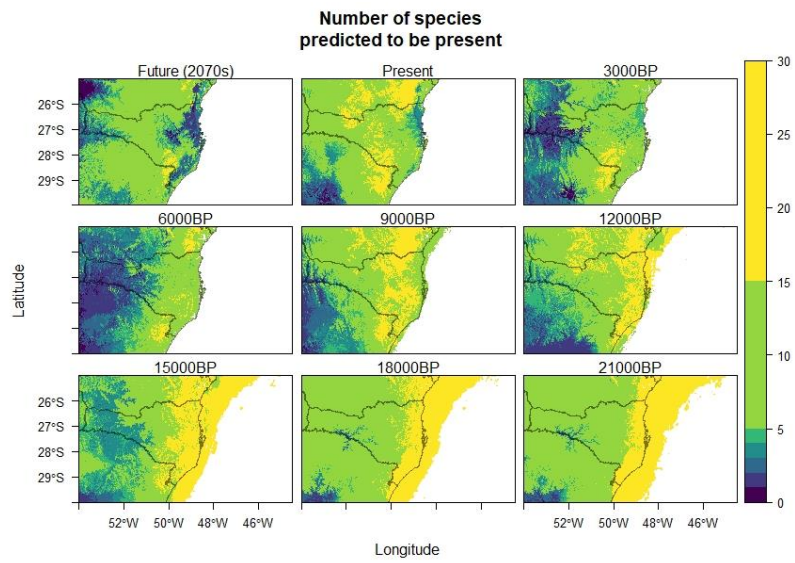 Number of species
predicted to be present
Future (2070s)
Present
3000BP
26°S
27°S
28°S
29°S
6000BP
9000BP
12000BP
15000BP
18000BP
21000BP
26°S
27°S
28°S
29°S
52°W 50°W 48°W 46°W
52°W 50°W 48°W 46°W
Latitude
Longitude
30
25
20
15
10
5
0